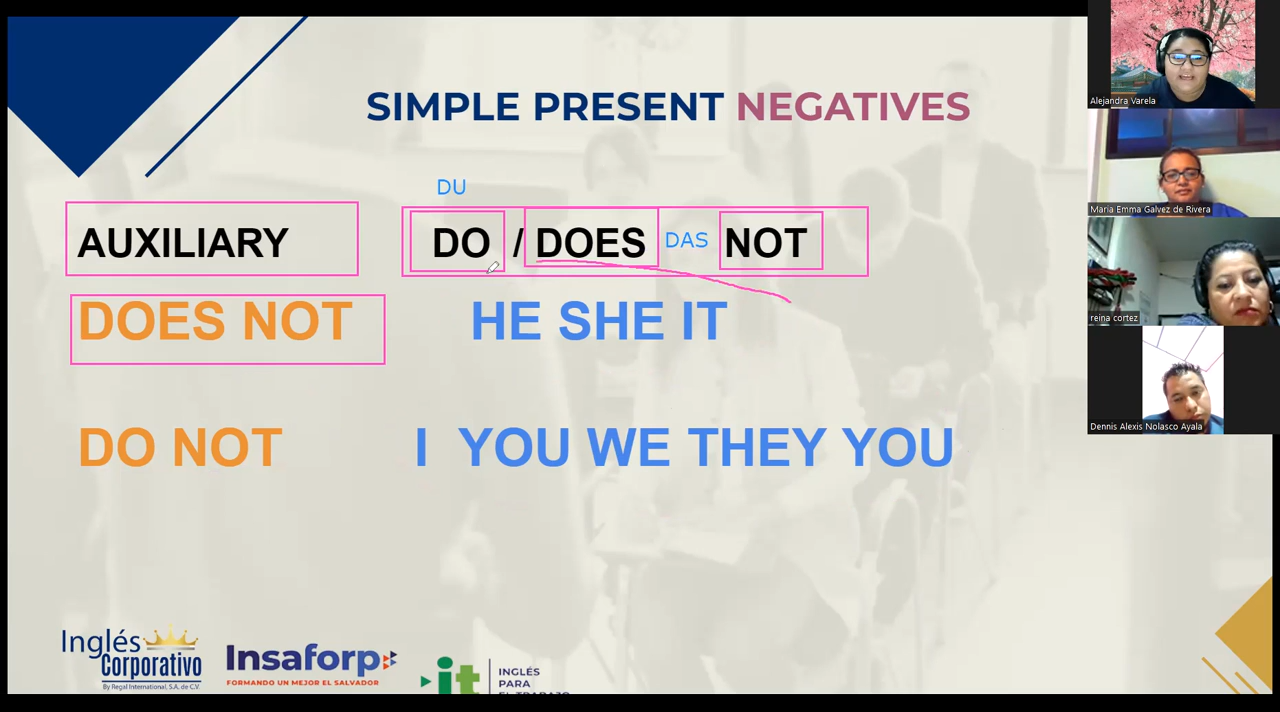 SIMPLE PRESENT NEGATIVES
DU
AUXILIARY DO / DOES DAS NOT
DOES NOT HE SHE IT
DO NOT I YOU WE THEY YOU
Inglés
Corporativo
By Regal International, S.A. de C.V.
Insaforp
FORMANDO UN MEJOR EL SALVADOR
it
INGLÉS
PARA
EL TRABAJO
Alejandra Varela
Maria Emma Galvez de Rivera
reina cortez
Dennis Alexis Nolasco Ayala